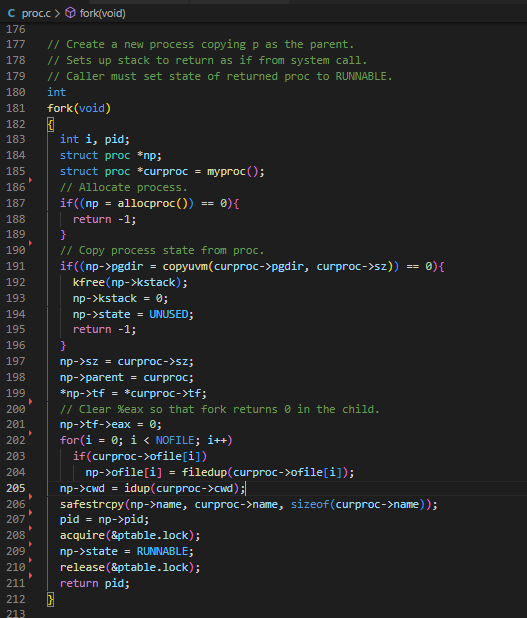 C proc.c > fork(void)
176
177 // Create a new process copying p as the parent.
178 // Sets up stack to return as if from system call.
179 // Caller must set state of returned proc to RUNNABLE.
180 int
181 fork(void)
182 {
183   int i, pid;
184   struct proc *np;
185   struct proc *curproc = myproc();
186   // Allocate process.
187   if((np = allocproc()) == 0){
188     return -1;
189   }
190   // Copy process state from proc.
191   if((np->pgdir = copyuvm(curproc->pgdir, curproc->sz)) == 0){
192     kfree(np->kstack);
193     np->kstack = 0;
194     np->state = UNUSED;
195     return -1;
196   }
197   np->sz = curproc->sz;
198   np->parent = curproc;
199   *np->tf = *curproc->tf;
200   // Clear %eax so that fork returns 0 in the child.
201   np->tf->eax = 0;
202   for(i = 0; i < NOFILE; i++)
203     if(curproc->ofile[i])
204       np->ofile[i] = filedup(curproc->ofile[i]);
205   np->cwd = idup(curproc->cwd);
206   safestrcpy(np->name, curproc->name, sizeof(curproc->name));
207   pid = np->pid;
208   acquire(&ptable.lock);
209   np->state = RUNNABLE;
210   release(&ptable.lock);
211   return pid;
212 }
213